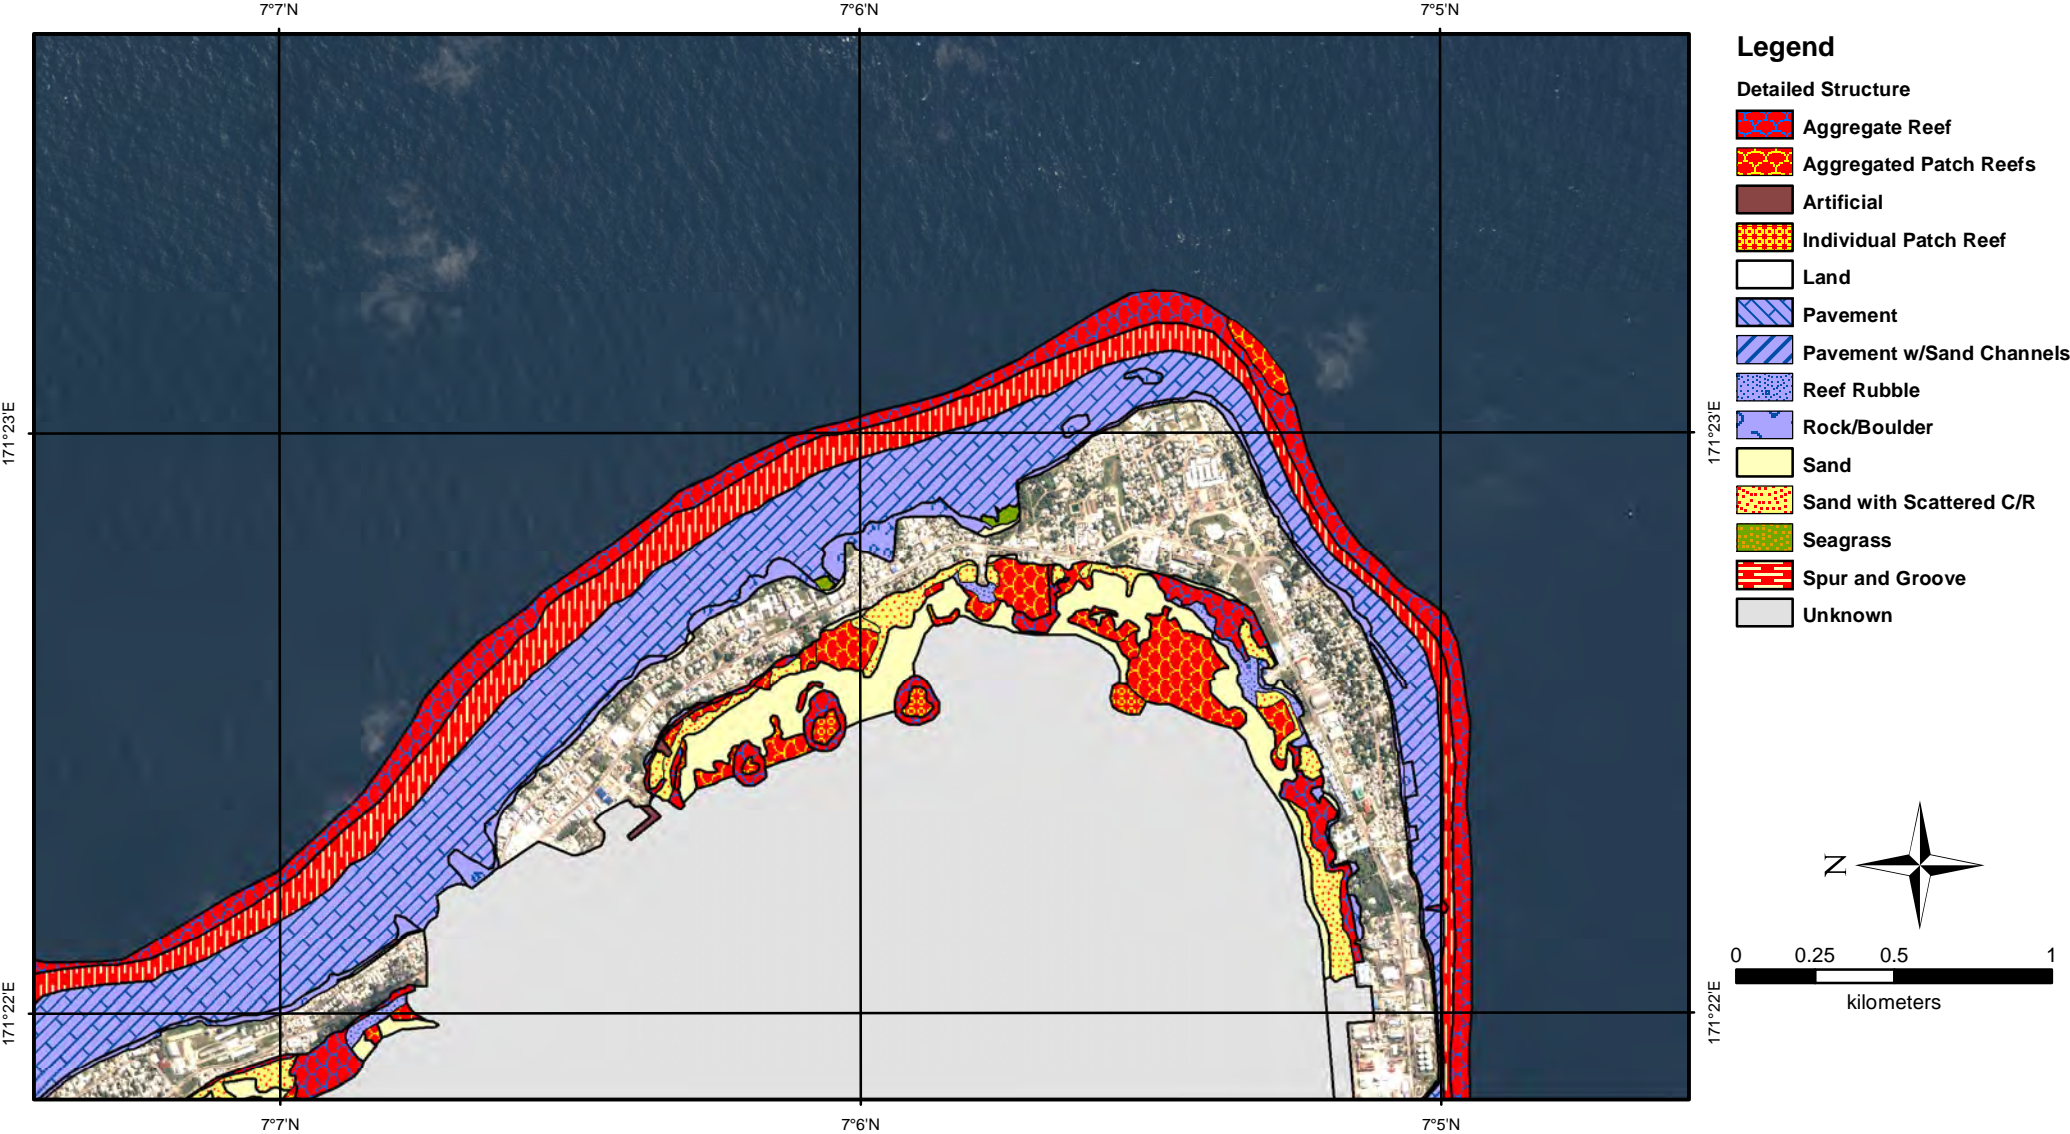 7°7'N 7°6'N 7°5'N
171°23'E 171°23'E
171°22'E 171°22'E
7°7'N 7°6'N 7°5'N
Legend
Detailed Structure
Aggregate Reef
Aggregated Patch Reefs
Artificial
Individual Patch Reef
Land
Pavement
Pavement w/Sand Channels
Reef Rubble
Rock/Boulder
Sand
Sand with Scattered C/R
Seagrass
Spur and Groove
Unknown
N
0 0.25 0.5 1
kilometers